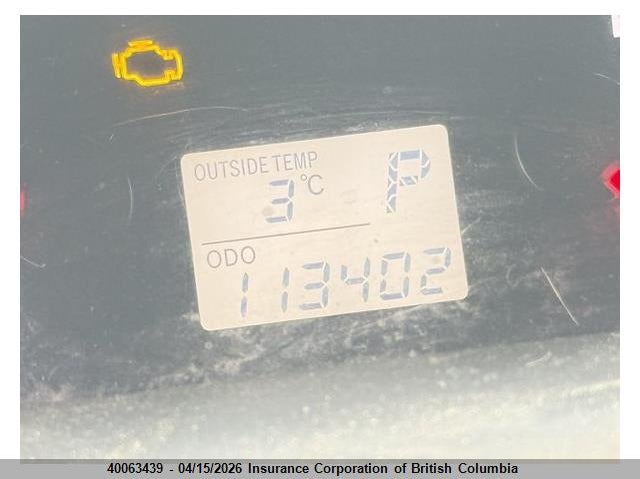 OUTSIDE TEMP
3°C P
ODO
113402
40063439 - 04/15/2026 Insurance Corporation of British Columbia